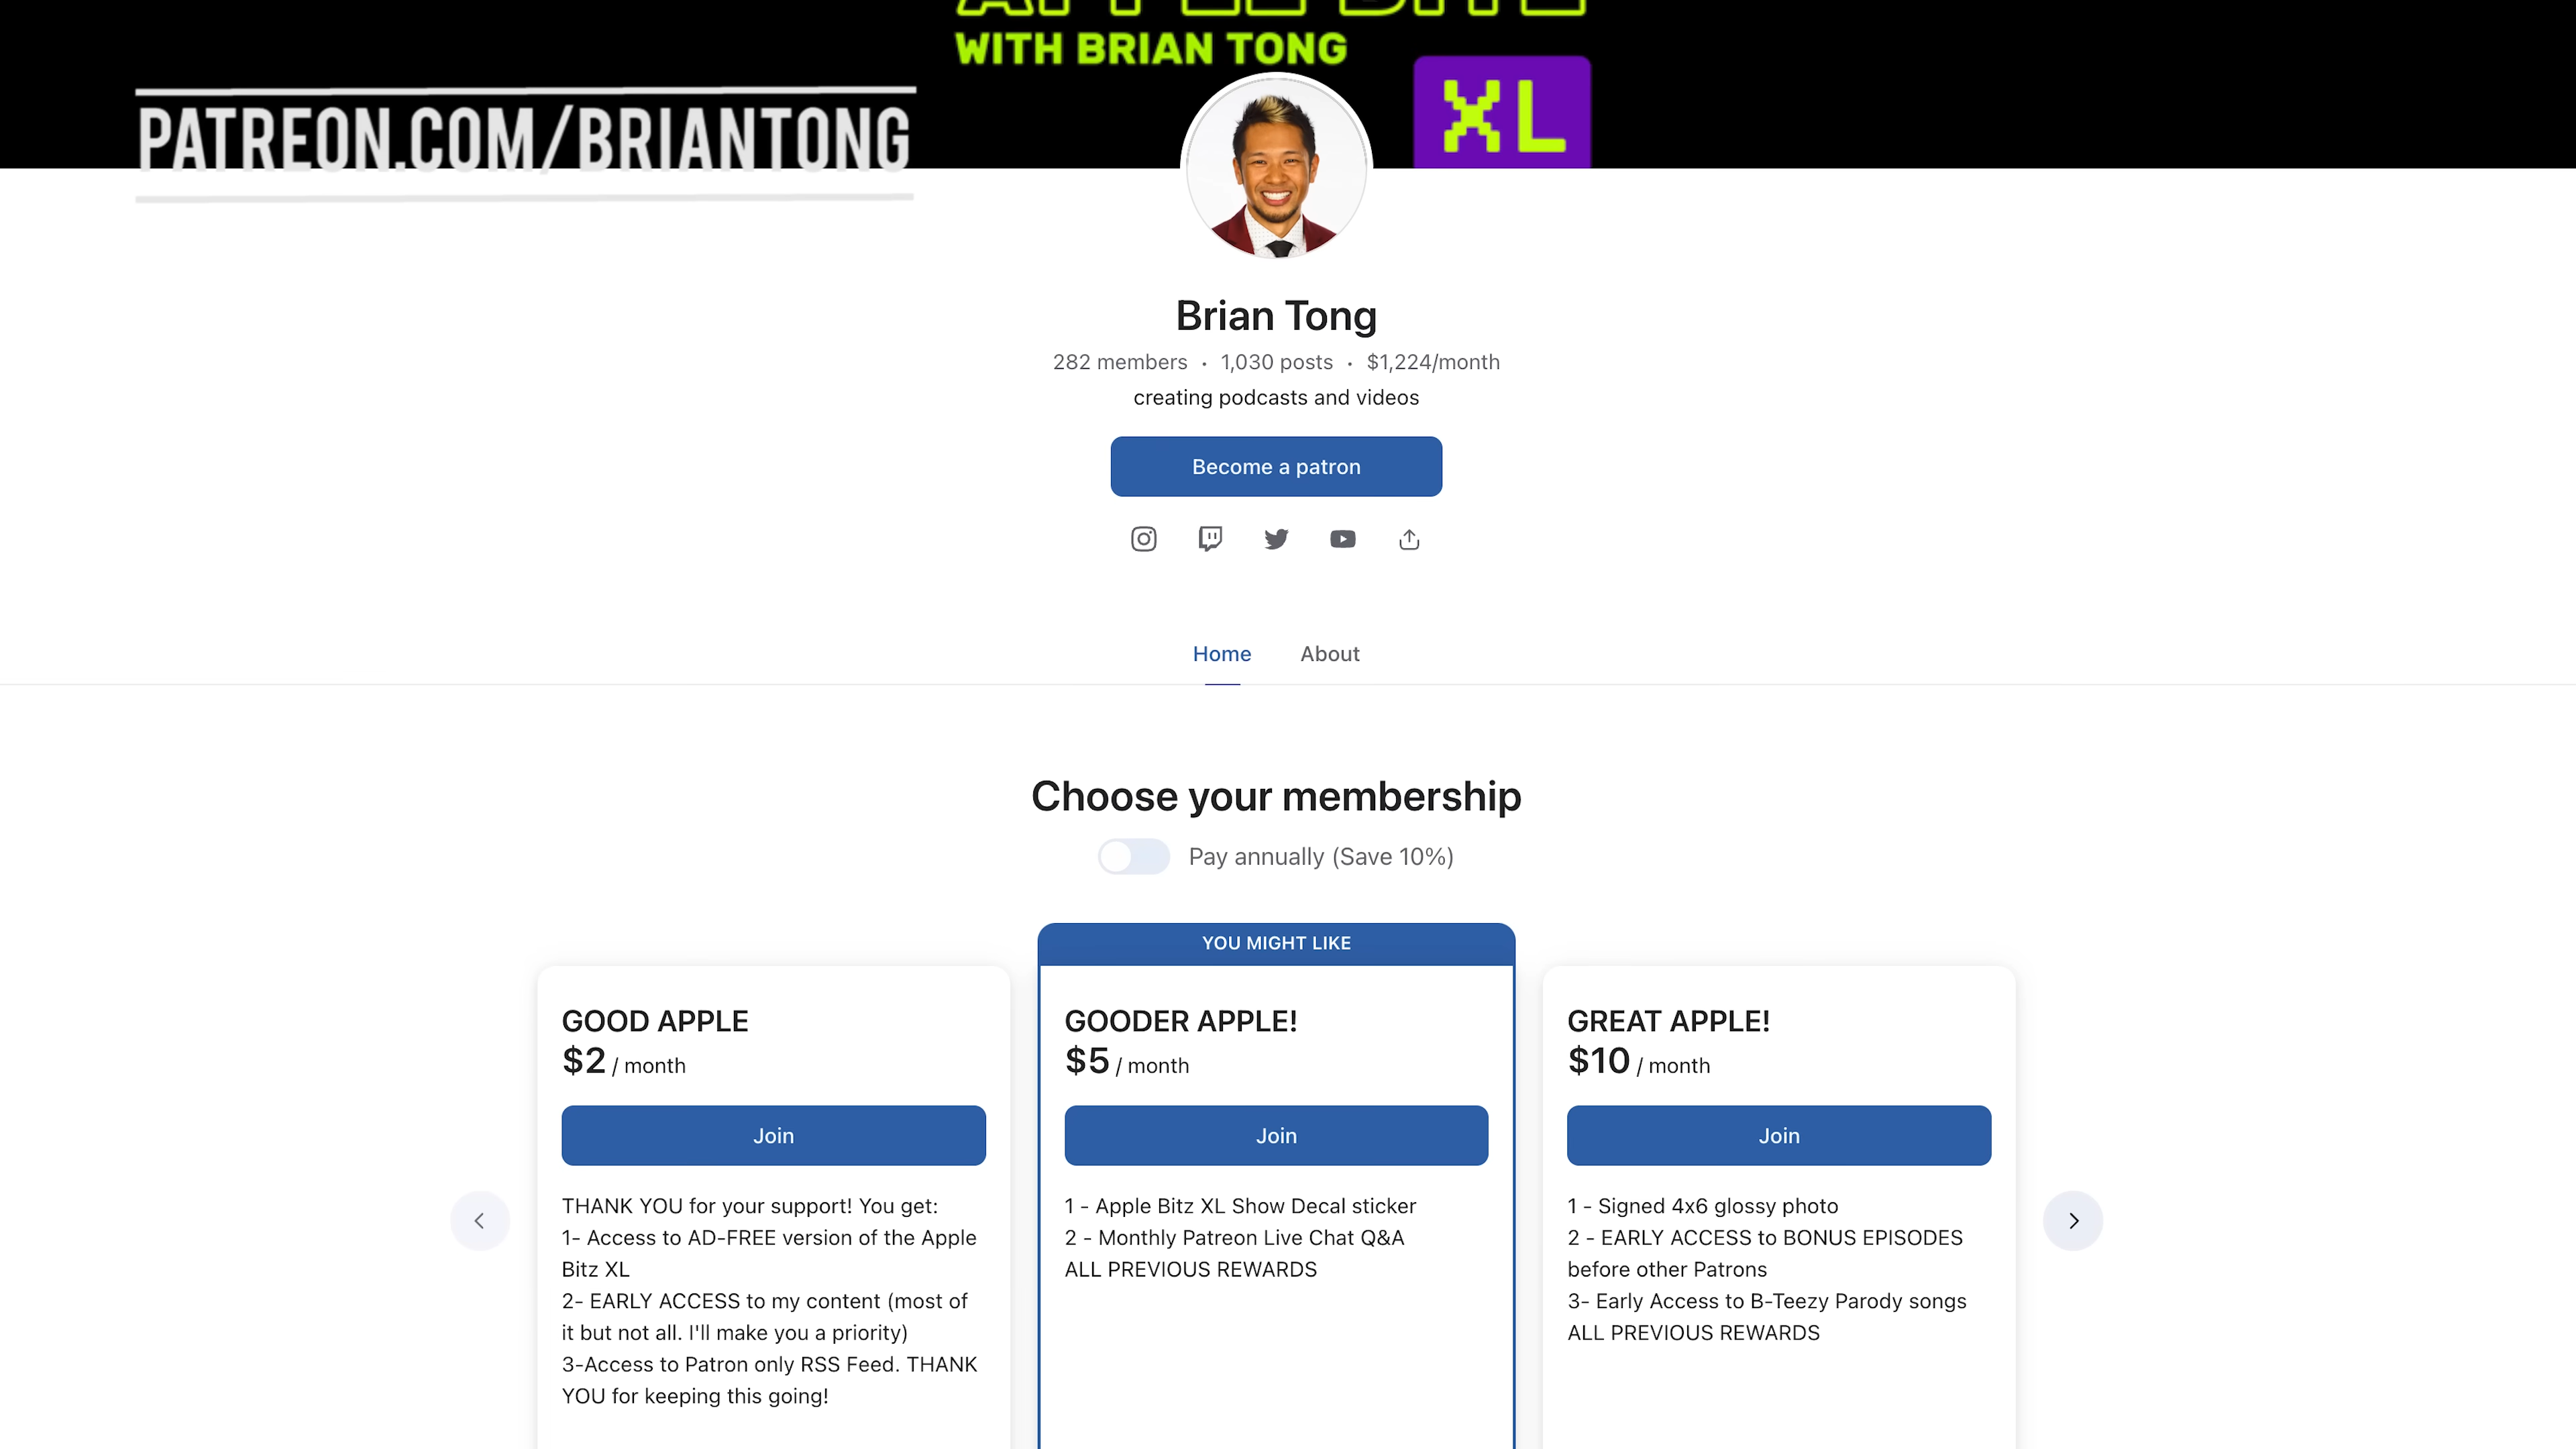 WITH BRIAN TONG
PATREON.COM/BRIANTONG
XL
Brian Tong
282 members · 1,030 posts · $1,224/month
creating podcasts and videos
Become a patron
Home About
Choose your membership
Pay annually (Save 10%)
YOU MIGHT LIKE
GOOD APPLE
$2 / month
Join
THANK YOU for your support! You get:
1- Access to AD-FREE version of the Apple
Bitz XL
2- EARLY ACCESS to my content (most of
it but not all. I'll make you a priority)
3-Access to Patron only RSS Feed. THANK
YOU for keeping this going!
GOODER APPLE!
$5 / month
Join
1 - Apple Bitz XL Show Decal sticker
2 - Monthly Patreon Live Chat Q&A
ALL PREVIOUS REWARDS
GREAT APPLE!
$10 / month
Join
1 - Signed 4x6 glossy photo
2 - EARLY ACCESS to BONUS EPISODES
before other Patrons
3- Early Access to B-Teezy Parody songs
ALL PREVIOUS REWARDS